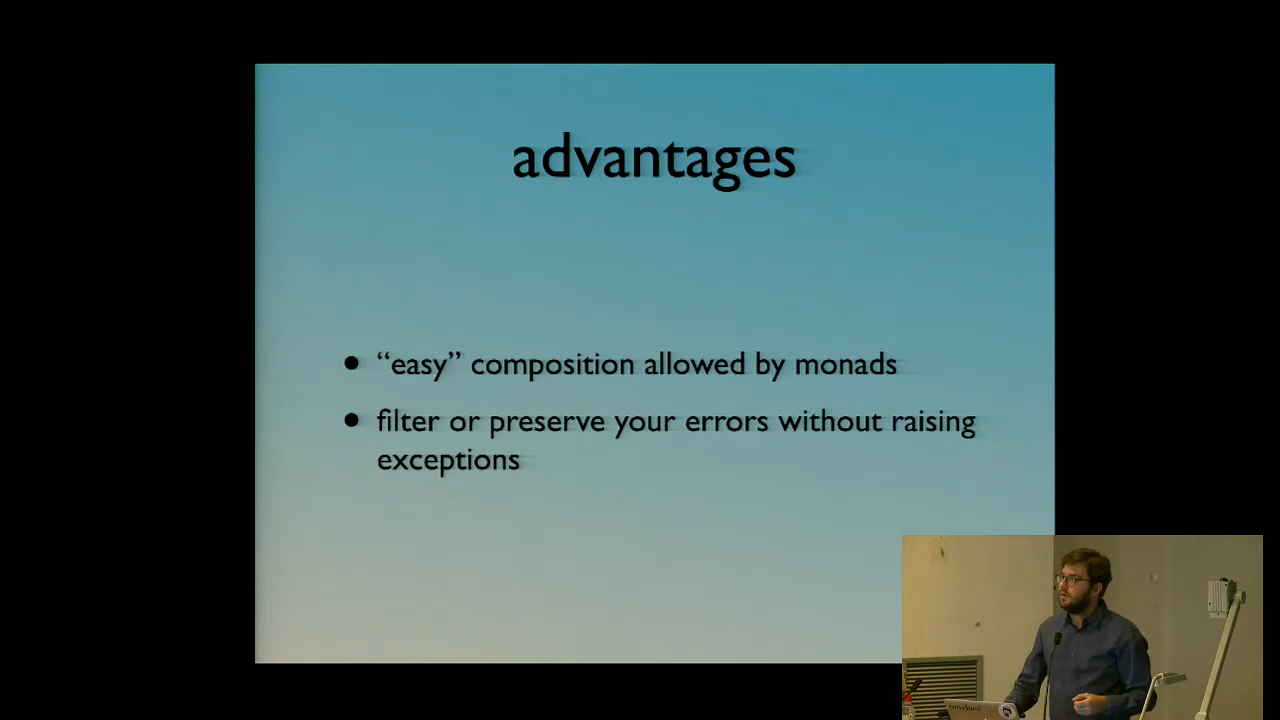 advantages
• “easy” composition allowed by monads
• filter or preserve your errors without raising
exceptions